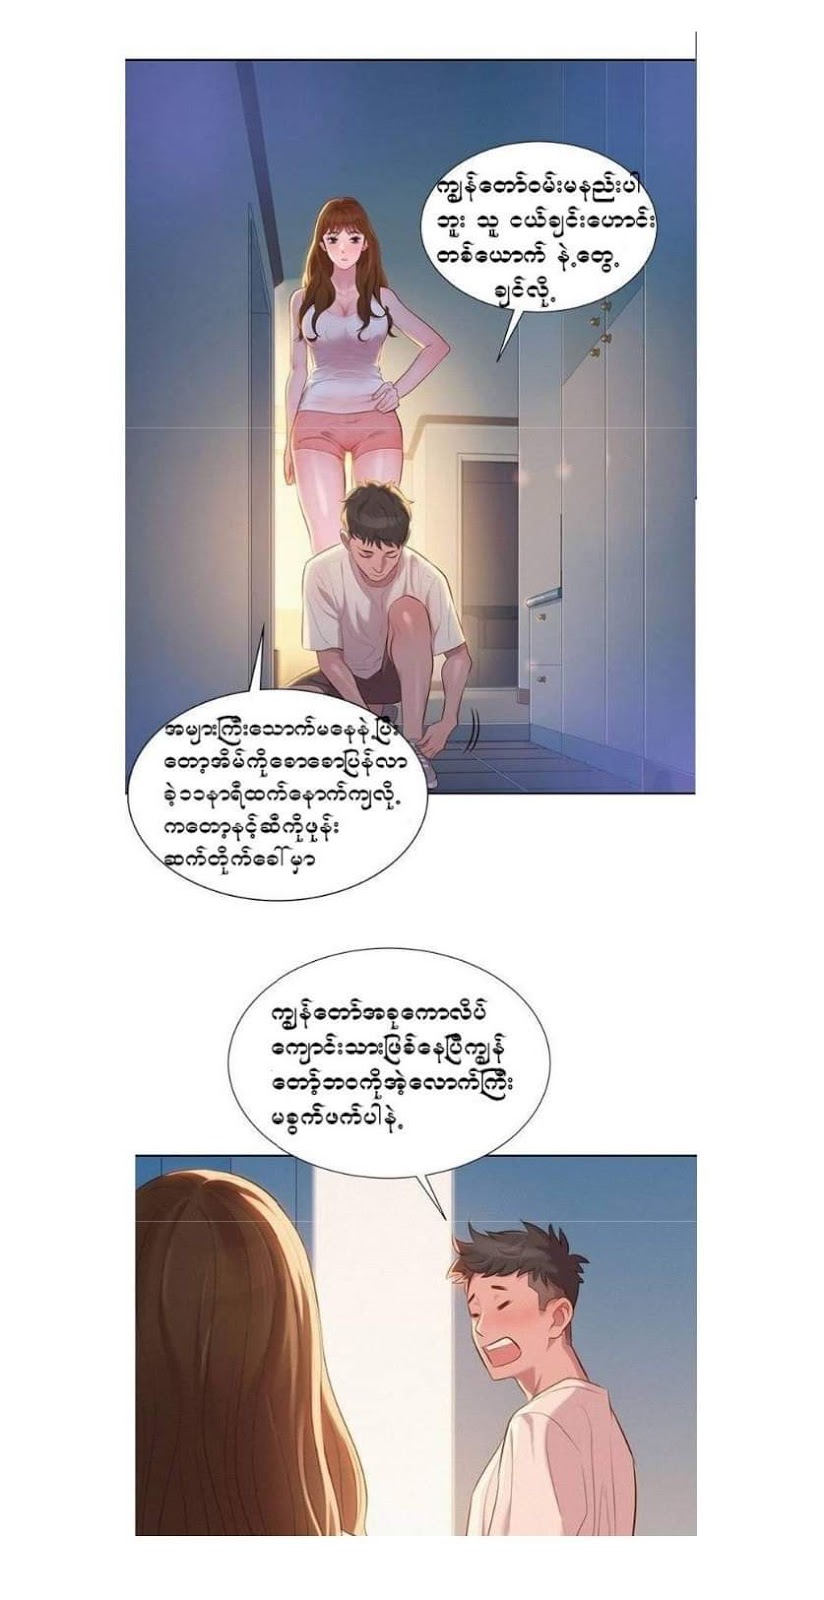 ကျွန်တော်ဝမ်းမနည်းပါ
ဘူး သူ ငယ်ချင်းဟောင်း
တစ်ယောက် နဲ့တွေ့
ချင်လို့
အများကြီးသောက်မနေနဲ့ပြီး
တော့အိမ်ကိုစောစောပြန်လာ
ခဲ့၁၁နာရီထက်နောက်ကျလို့
ကတော့နင့်ဆီကိုဖုန်း
ဆက်တိုက်ခေါ်မှာ
ကျွန်တော်အခုကောလိပ်
ကျောင်းသားဖြစ်နေပြီကျွန်
တော့်ဘဝကိုအဲ့လောက်ကြီး
မစွက်ဖက်ပါနဲ့